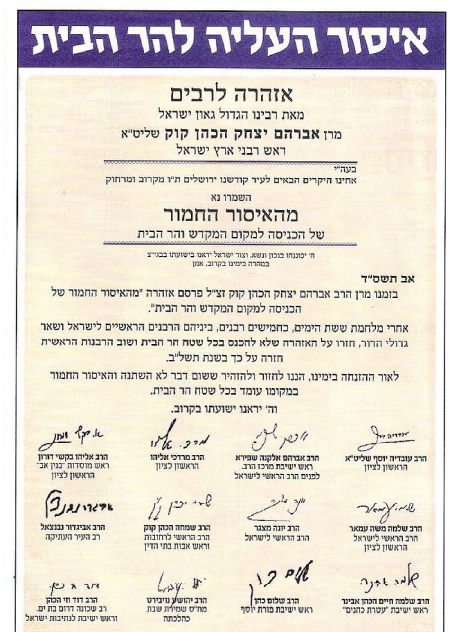 איסור העליה להר הבית
אזהרה לרבים
מאת רבינו הגדול גאון ישראל
מרן אברהם יצחק הכהן קוק שליט"א
ראש רבני ארץ ישראל
בעה"י
אחינו היקרים הבאים לעיר קודשנו ירושלים ת"ו מקרוב ומרחוק
השמרו נא
מהאיסור החמור
של הכניסה למקום המקדש והר הבית
ה' יכוננהו בנכון ונשא, וצור ישראל יראנו בישועתו בבנ"צ
במהרה בימינו בקרוב. אמן
אב תשס"ד
בזמנו מרן הרב אברהם יצחק הכהן קוק זצ"ל פרסם אזהרה "מהאיסור החמור של
הכניסה למקום המקדש והר הבית".
אחרי מלחמת ששת הימים, כחמישים רבנים, ביניהם הרבנים הראשיים לישראל ושאר
גדולי הדור, חזרו על האזהרה שלא להכנס בכל שטח הר הבית ושוב הרבנות הראשית
חזרה על כך בשנת תשל"ב.
לאור ההזנחה בימינו, הננו לחזור ולהזהיר ששום דבר לא השתנה והאיסור החמור
במקומו עומד בכל שטח הר הבית.
וה' יראנו ישועתו בקרוב.
הרב עובדיה יוסף שליט"א הרב אברהם אלקנה שפירא הרב מרדכי אליהו הרב אליהו בקשי דורון
הראשון לציון ראש ישיבת מרכז הרב. הראשון לציון ראש מוסדות "בנין אב"
לפנים הרב הראשי לישראל הראשון לציון
הרב שלמה משה עמאר הרב יונה מצגר הרב שמחה הכהן קוק הרב אביגדור נבנצאל
הרב הראשי לישראל הרב הראשי לישראל הרב הראשי לרחובות רב העיר העתיקה
הראשון לציון וראש אבות בתי הדין
הרב שלמה חיים הכהן אבינר הרב שלום כהן הרב יהושע נויבירט הרב דוד חי הכהן
ראש ישיבת "עטרת כהנים" ראש ישיבת פורת יוסף מח"ס שמירת שבת רב שכונה דרום בת ים.
כהלכתה וראש ישיבת לנתיבות ישראל